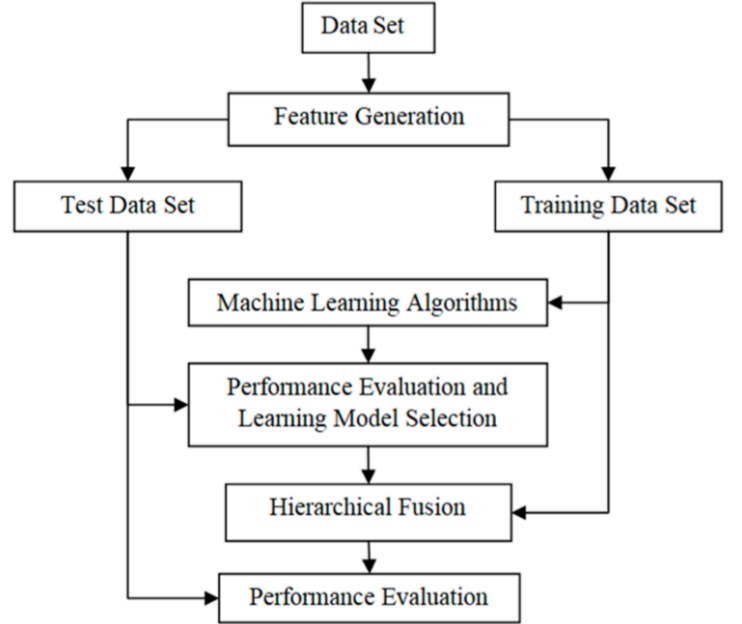 Data Set
Feature Generation
Test Data Set
Training Data Set
Machine Learning Algorithms
Performance Evaluation and
Learning Model Selection
Hierarchical Fusion
Performance Evaluation